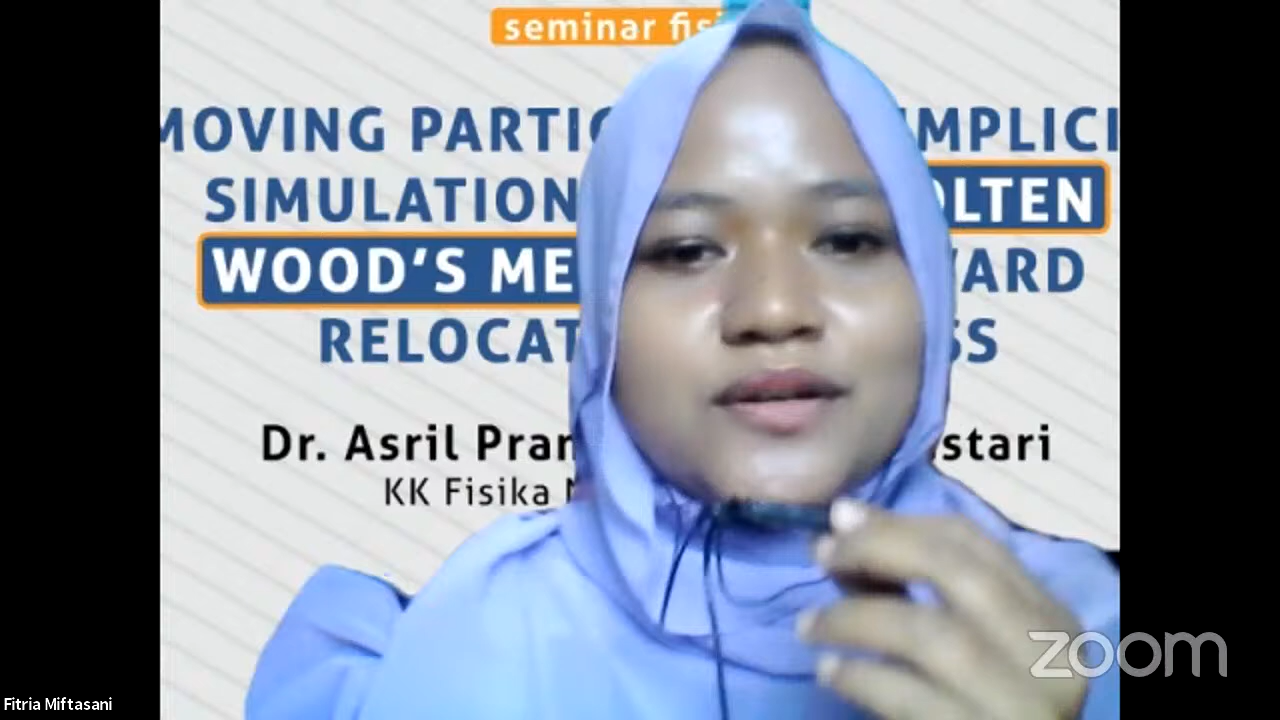 seminar fisi
MOVING PARTIC IMPLICI
SIMULATION OLTEN
WOOD'S ME ARD
RELOCAT SS
Dr. Asril Pran star​i
KK Fisika N
zoom
Fitria Miftasani